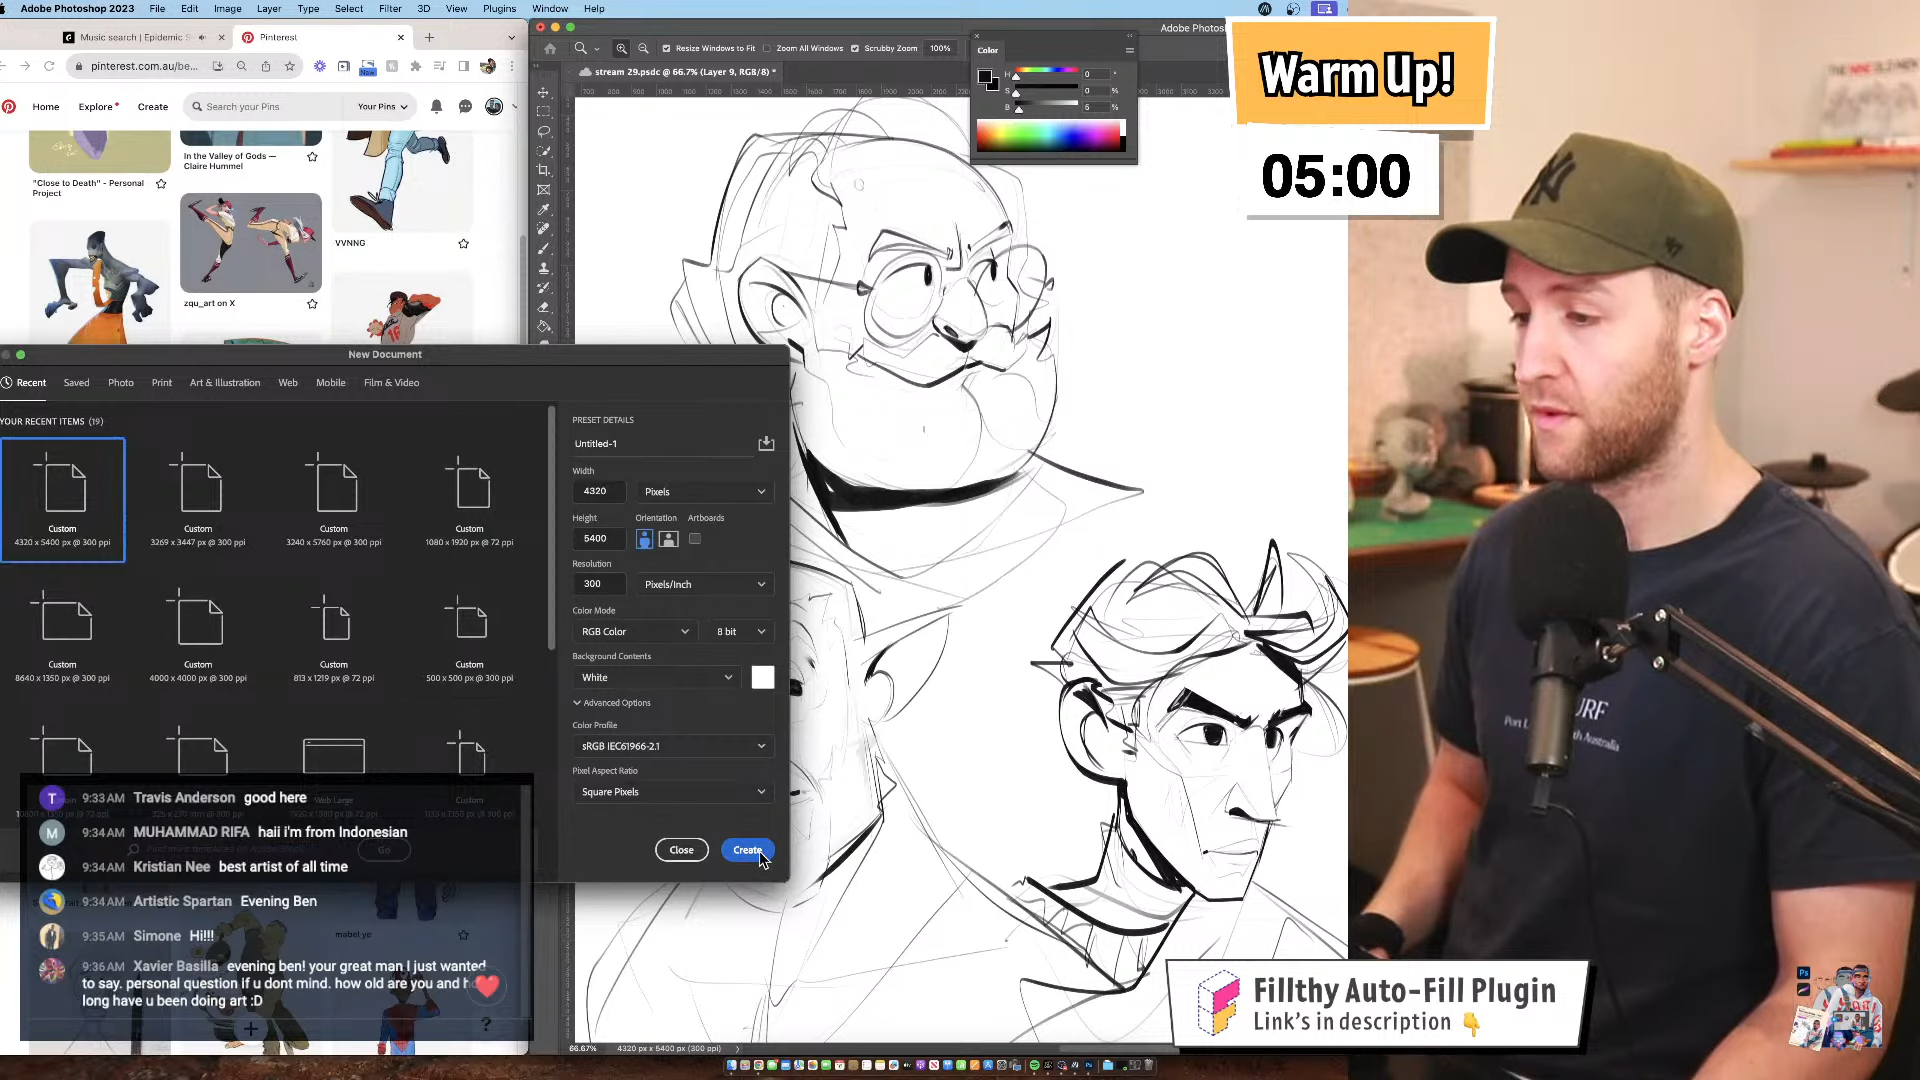 Adobe Photoshop 2023 File Edit Image Layer Type Select Filter 3D View Plugins Window Help
Music search | Epidemic S
Pinterest
pinterest.com.au/be...
New
Home Explore Create Search your Pins Your Pins
"Close to Death" - Personal
Project
In the Valley of Gods —
Claire Hummel
zqu_art on X
VVNNG
Adobe Photosh
Resize Windows to Fit Zoom All Windows Scrubby Zoom 100%
stream 29.psdc @ 66.7% (Layer 9, RGB/8) *
Color
H 0 °
S 0 %
B 5 %
Warm Up!
05:00
New Document
Recent Saved Photo Print Art & Illustration Web Mobile Film & Video
YOUR RECENT ITEMS (19)
Custom
4320 x 5400 px @ 300 ppi
Custom
3269 x 3447 px @ 300 ppi
Custom
3240 x 5760 px @ 300 ppi
Custom
1080 x 1920 px @ 72 ppi
Custom
8640 x 1350 px @ 300 ppi
Custom
4000 x 4000 px @ 300 ppi
Custom
813 x 1219 px @ 72 ppi
Custom
500 x 500 px @ 300 ppi
PRESET DETAILS
Untitled-1
Width
4320 Pixels
Height Orientation Artboards
5400
Resolution
300 Pixels/Inch
Color Mode
RGB Color 8 bit
Background Contents
White
Advanced Options
Color Profile
sRGB IEC61966-2.1
Pixel Aspect Ratio
Square Pixels
Close Create
Go
T 9:33 AM Travis Anderson good here
M 9:34 AM MUHAMMAD RIFA haii i'm from Indonesian
9:34 AM Kristian Nee best artist of all time
9:34 AM Artistic Spartan Evening Ben
9:35 AM Simone Hi!!!
mabel ye
9:36 AM Xavier Basilla evening ben! your great man I just wanted
to say. personal question if u dont mind. how old are you and h
long have u been doing art :D
66.67% 4320 px x 5400 px (300 ppi)
URF
Fillthy Auto-Fill Plugin
Link's in description 👇
Ps